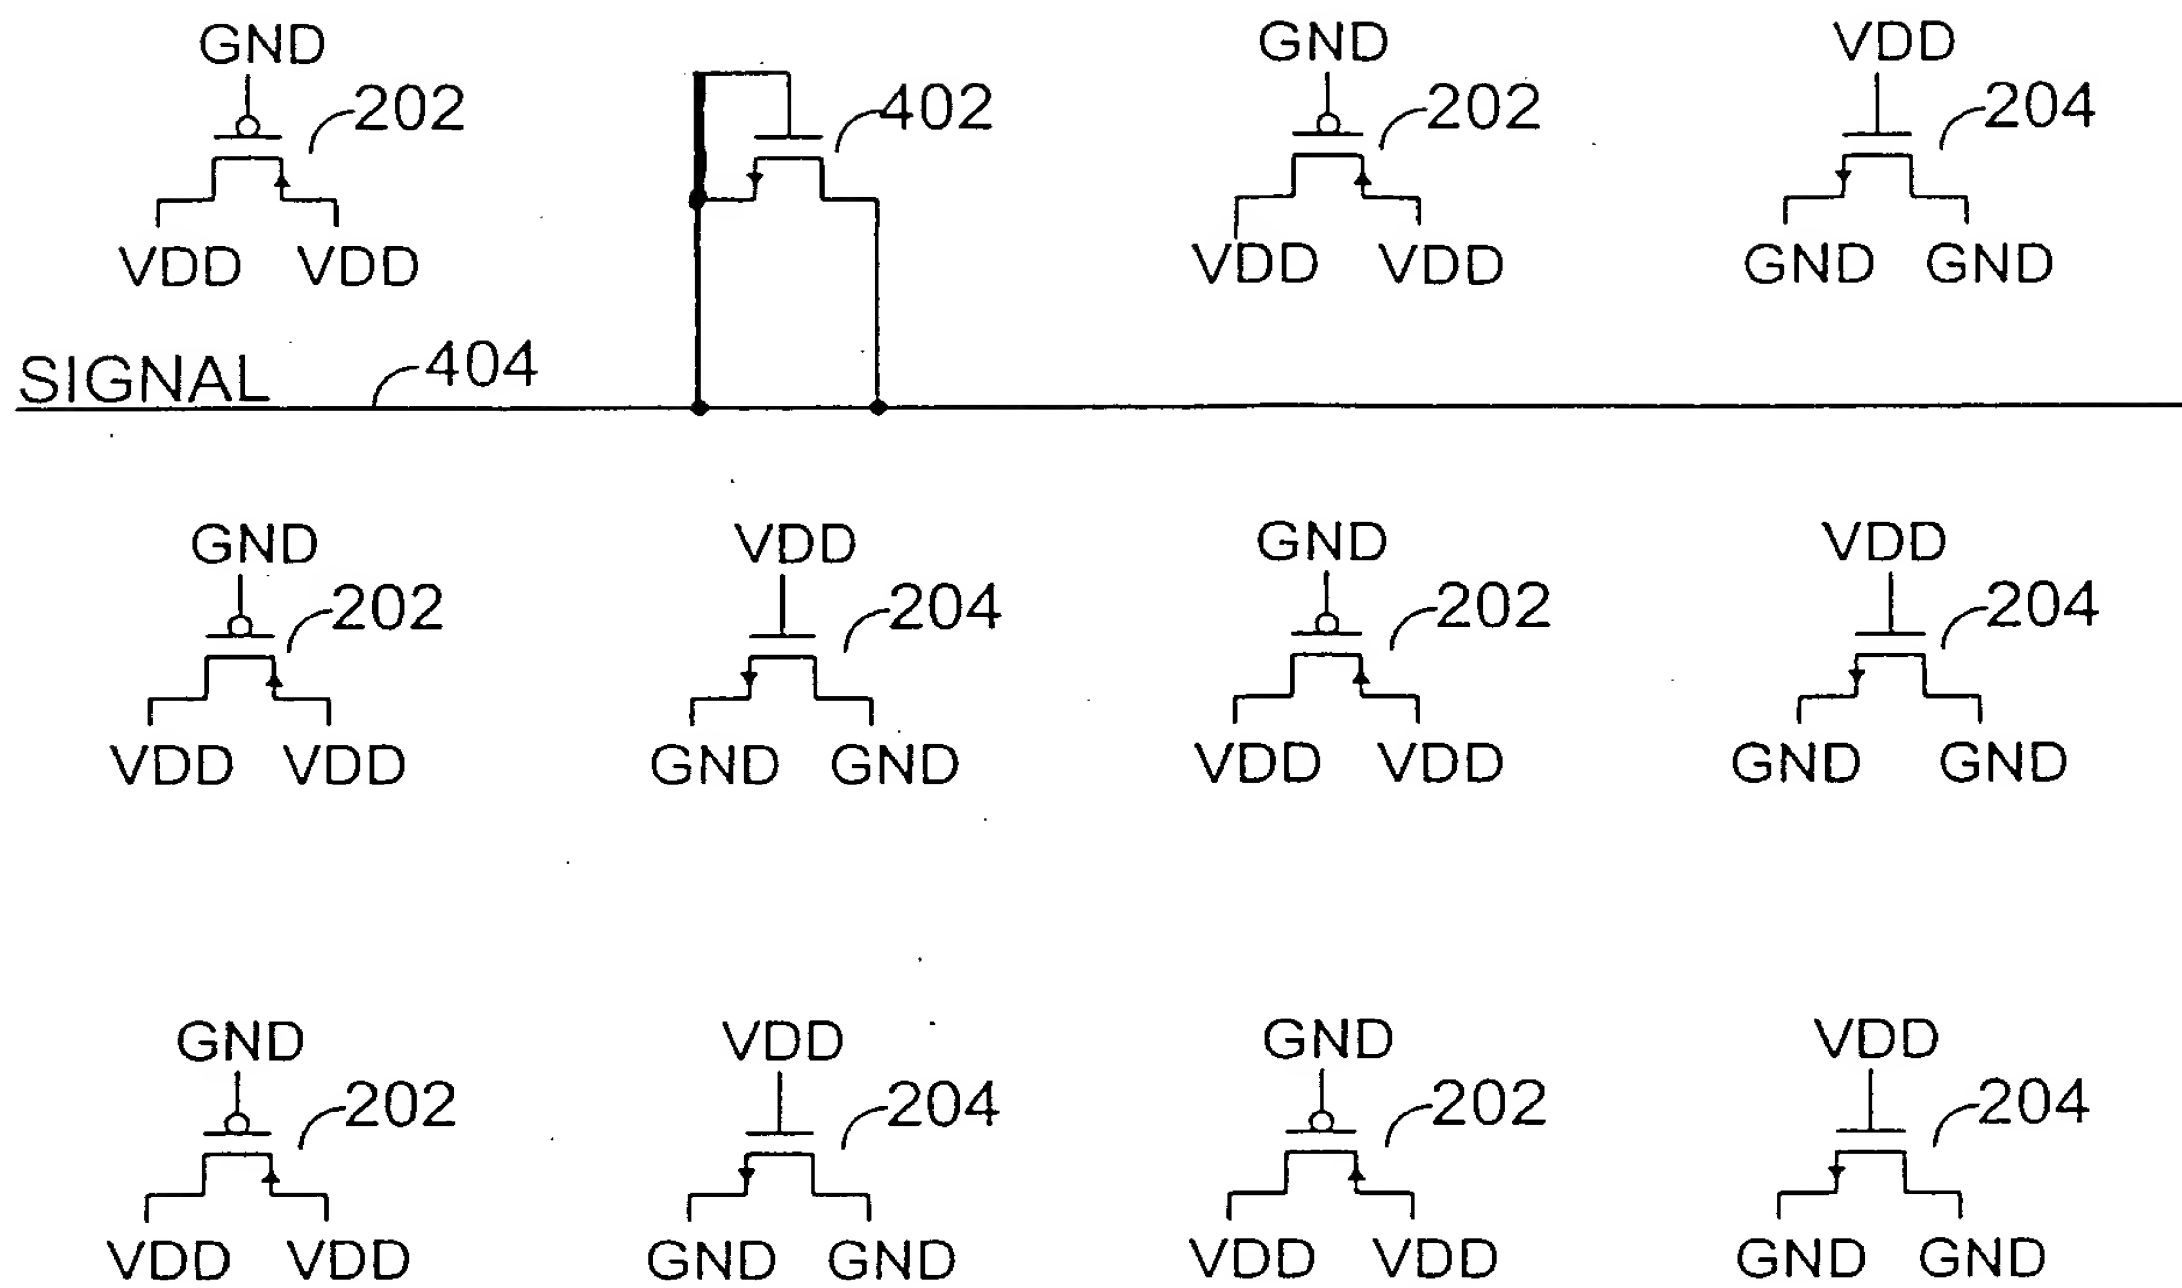 GND GND VDD
202 402 202 204
VDD VDD VDD VDD GND GND
SIGNAL 404
GND VDD GND VDD
202 204 202 204
VDD VDD GND GND VDD VDD GND GND
GND VDD GND VDD
202 204 202 204
VDD VDD GND GND VDD VDD GND GND